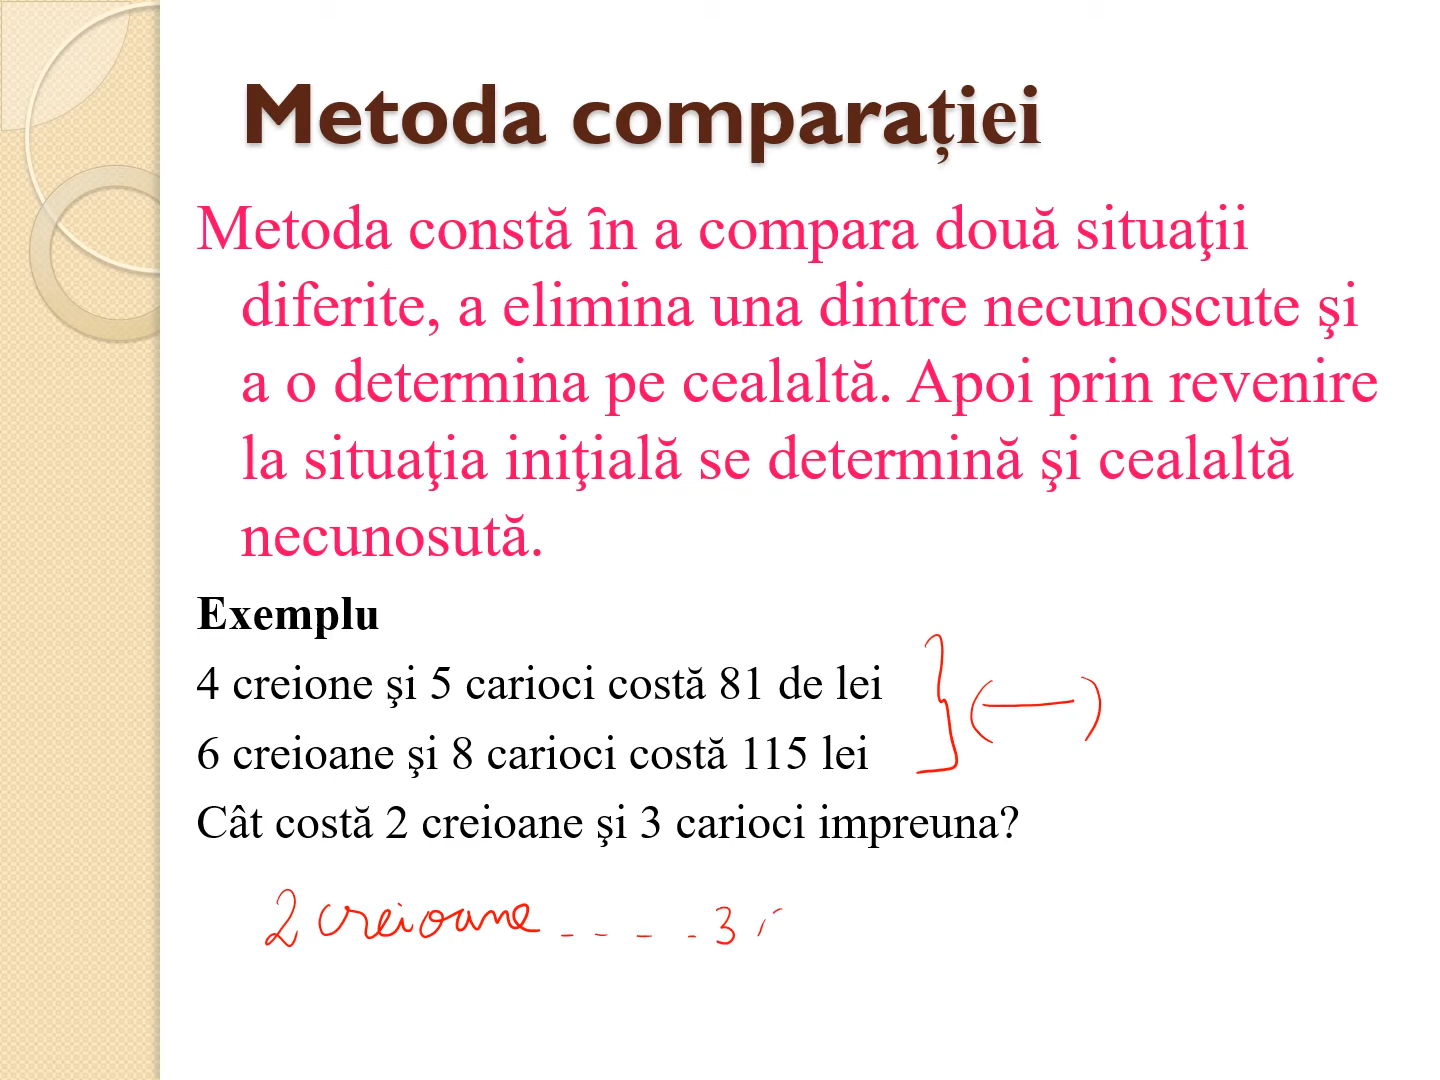 Metoda comparației
Metoda constă în a compara două situaţii
diferite, a elimina una dintre necunoscute şi
a o determina pe cealaltă. Apoi prin revenire
la situaţia iniţială se determină şi cealaltă
necunosută.
Exemplu
4 creione şi 5 carioci costă 81 de lei
6 creioane şi 8 carioci costă 115 lei
Cât costă 2 creioane şi 3 carioci impreuna?
2 creioane - - - - 3